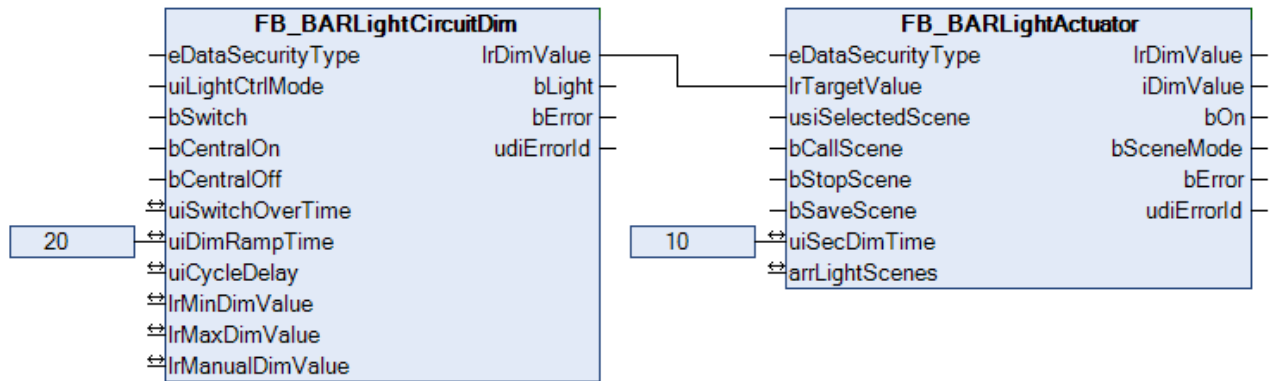 FB_BARLightCircuitDim
eDataSecurityType lrDimValue
uiLightCtrlMode bLight
bSwitch bError
bCentralOn udiErrorId
bCentralOff
uiSwitchOverTime
20 uiDimRampTime
uiCycleDelay
lrMinDimValue
lrMaxDimValue
lrManualDimValue
FB_BARLightActuator
eDataSecurityType lrDimValue
lrTargetValue iDimValue
usiSelectedScene bOn
bCallScene bSceneMode
bStopScene bError
bSaveScene udiErrorId
10 uiSecDimTime
arrLightScenes